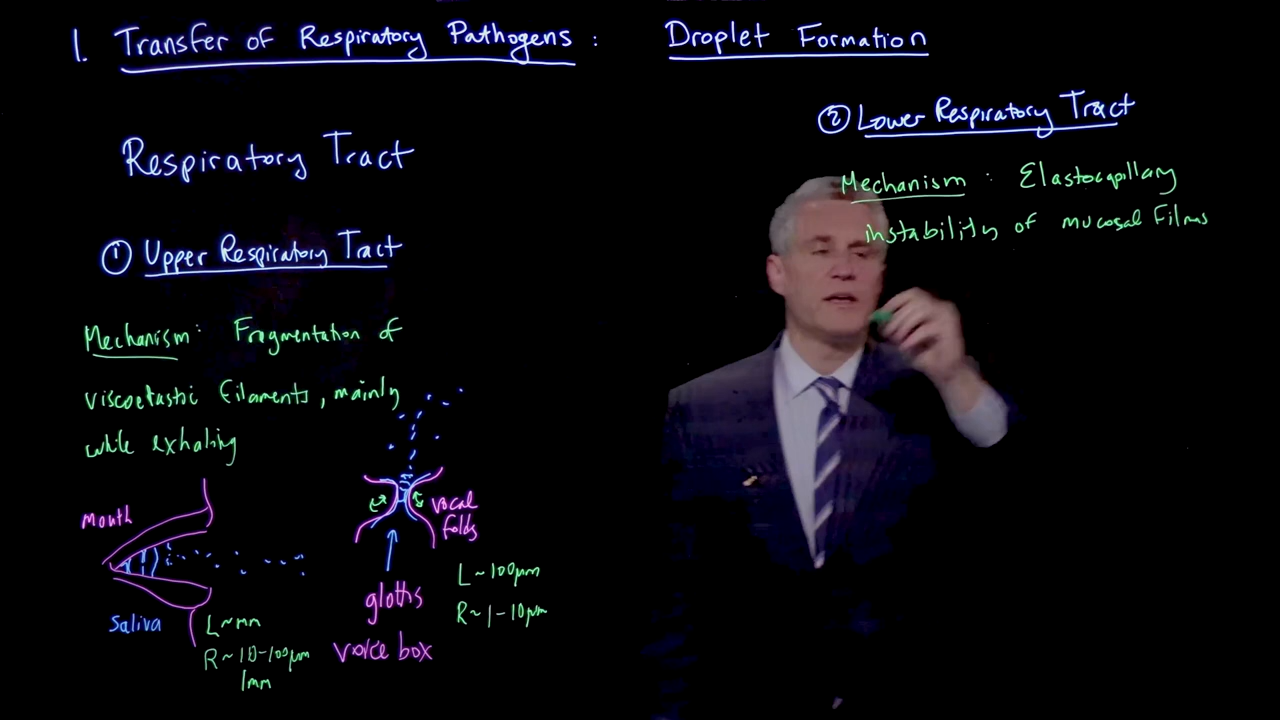 1. Transfer of Respiratory Pathogens : Droplet Formation
Respiratory Tract
① Upper Respiratory Tract
Mechanism: Fragmentation of
viscoelastic filaments, mainly
while exhaling
Mouth
Saliva
L~mm
R~10-100μm
1mm
vocal
folds
glottis
voice box
L~100μm
R~1-10μm
② Lower Respiratory Tract
Mechanism : Elastocapillary
instability of mucosal films